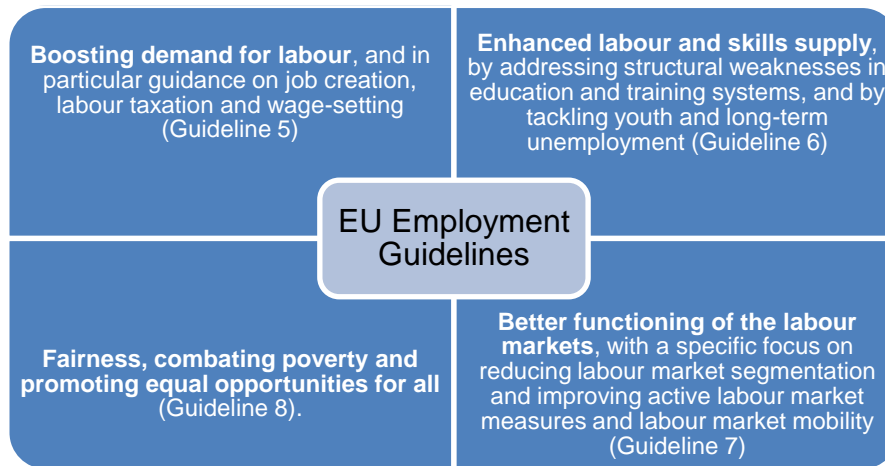 Boosting demand for labour, and in
particular guidance on job creation,
labour taxation and wage-setting
(Guideline 5)
Enhanced labour and skills supply,
by addressing structural weaknesses in
education and training systems, and by
tackling youth and long-term
unemployment (Guideline 6)
EU Employment
Guidelines
Fairness, combating poverty and
promoting equal opportunities for all
(Guideline 8).
Better functioning of the labour
markets, with a specific focus on
reducing labour market segmentation
and improving active labour market
measures and labour market mobility
(Guideline 7)